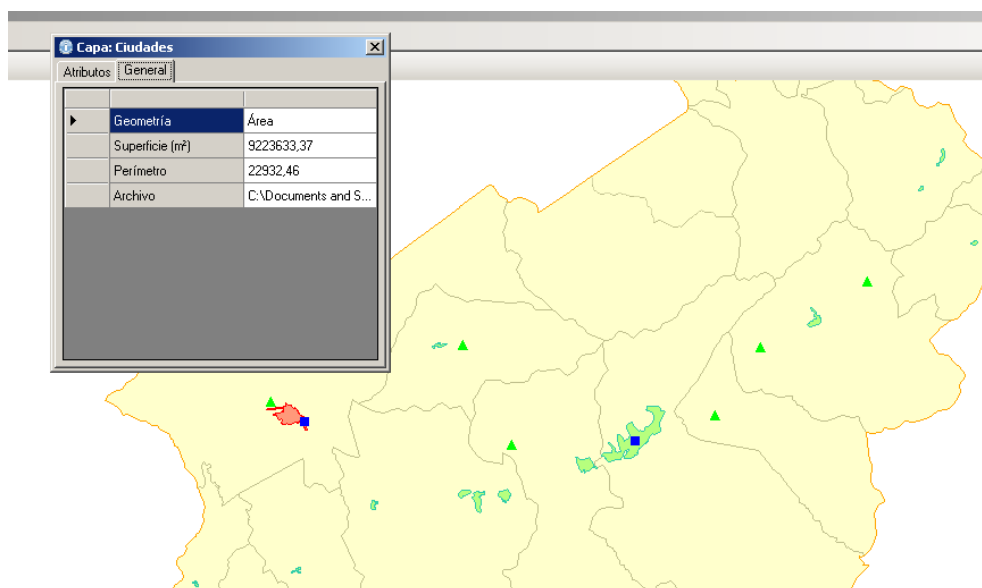 Capa: Ciudades
Atributos General
Geometría Área
Superficie (m²) 9223633,37
Perímetro 22932,46
Archivo C:\Documents and S...